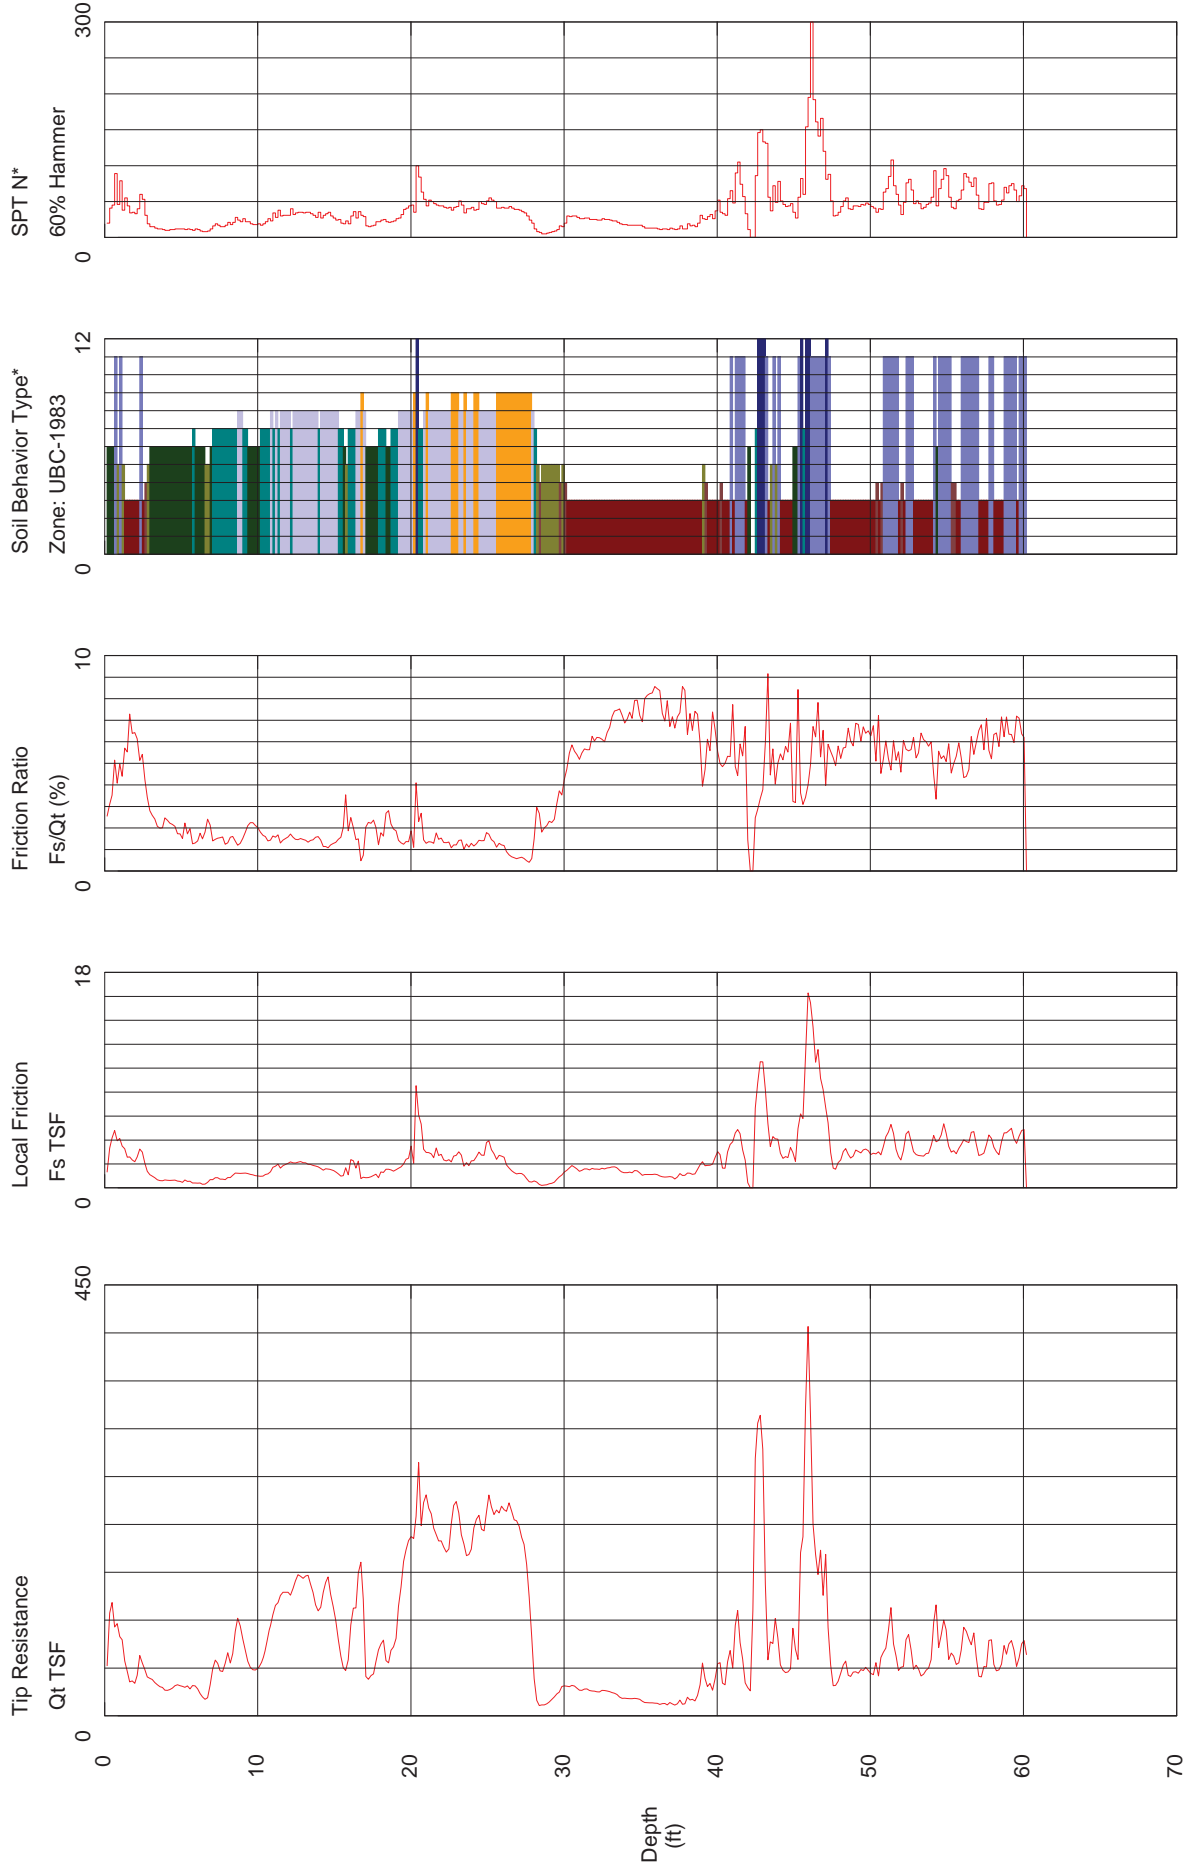 Tip Resistance
Qt TSF
0
450
Local Friction
Fs TSF
0
18
Friction Ratio
Fs/Qt (%)
0
10
Soil Behavior Type*
Zone: UBC-1983
0
12
SPT N*
60% Hammer
0
300
0
10
20
30
40
50
60
70
Depth
(ft)